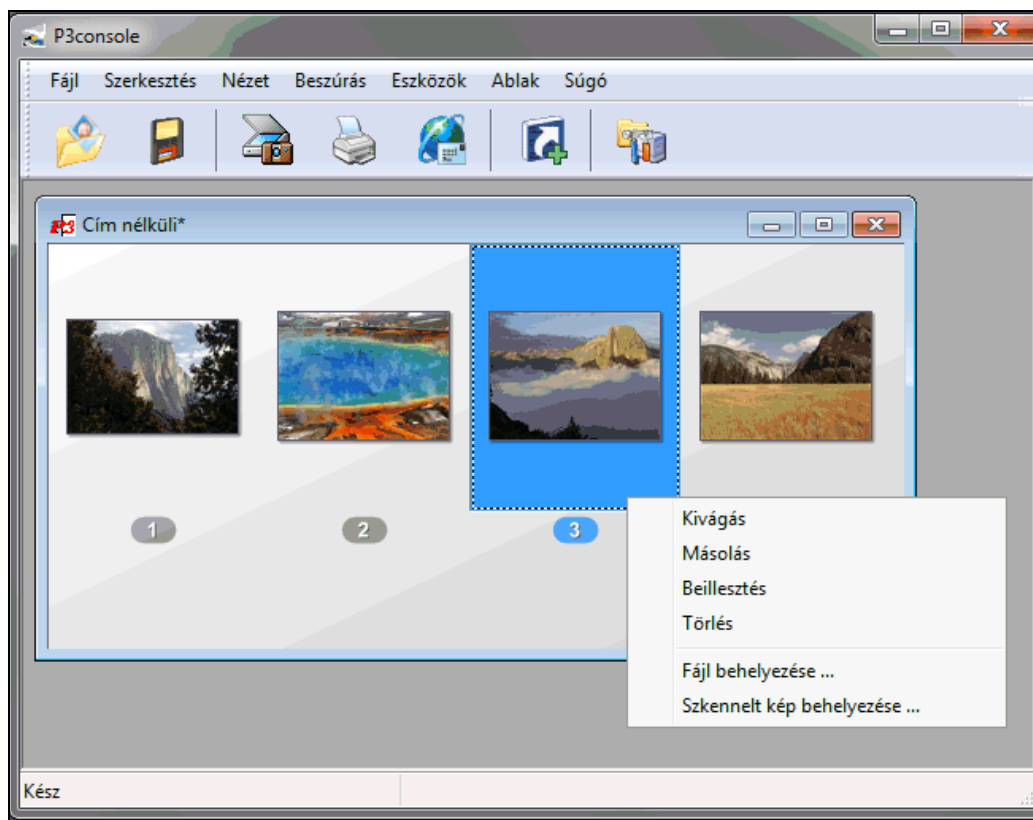 P3console
Fájl Szerkesztés Nézet Beszúrás Eszközök Ablak Súgó
P3 Cím nélküli*
1 2 3
Kivágás
Másolás
Beillesztés
Törlés
Fájl behelyezése ...
Szkennelt kép behelyezése ...
Kész